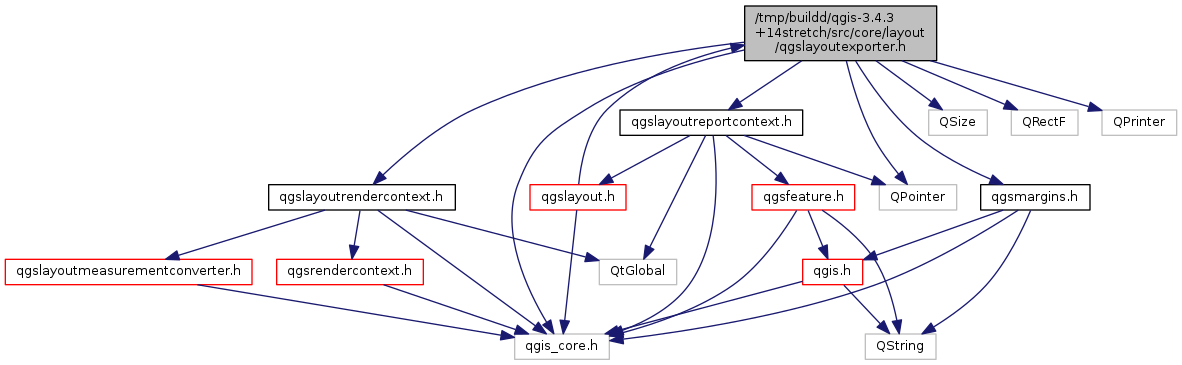 /tmp/buildd/qgis-3.4.3
+14stretch/src/core/layout
/qgslayoutexporter.h
qgslayoutreportcontext.h
QSize
QRectF
QPrinter
qgslayoutrendercontext.h
qgslayout.h
qgsfeature.h
QPointer
qgsmargins.h
qgslayoutmeasurementconverter.h
qgsrendercontext.h
QtGlobal
qgis.h
qgis_core.h
QString